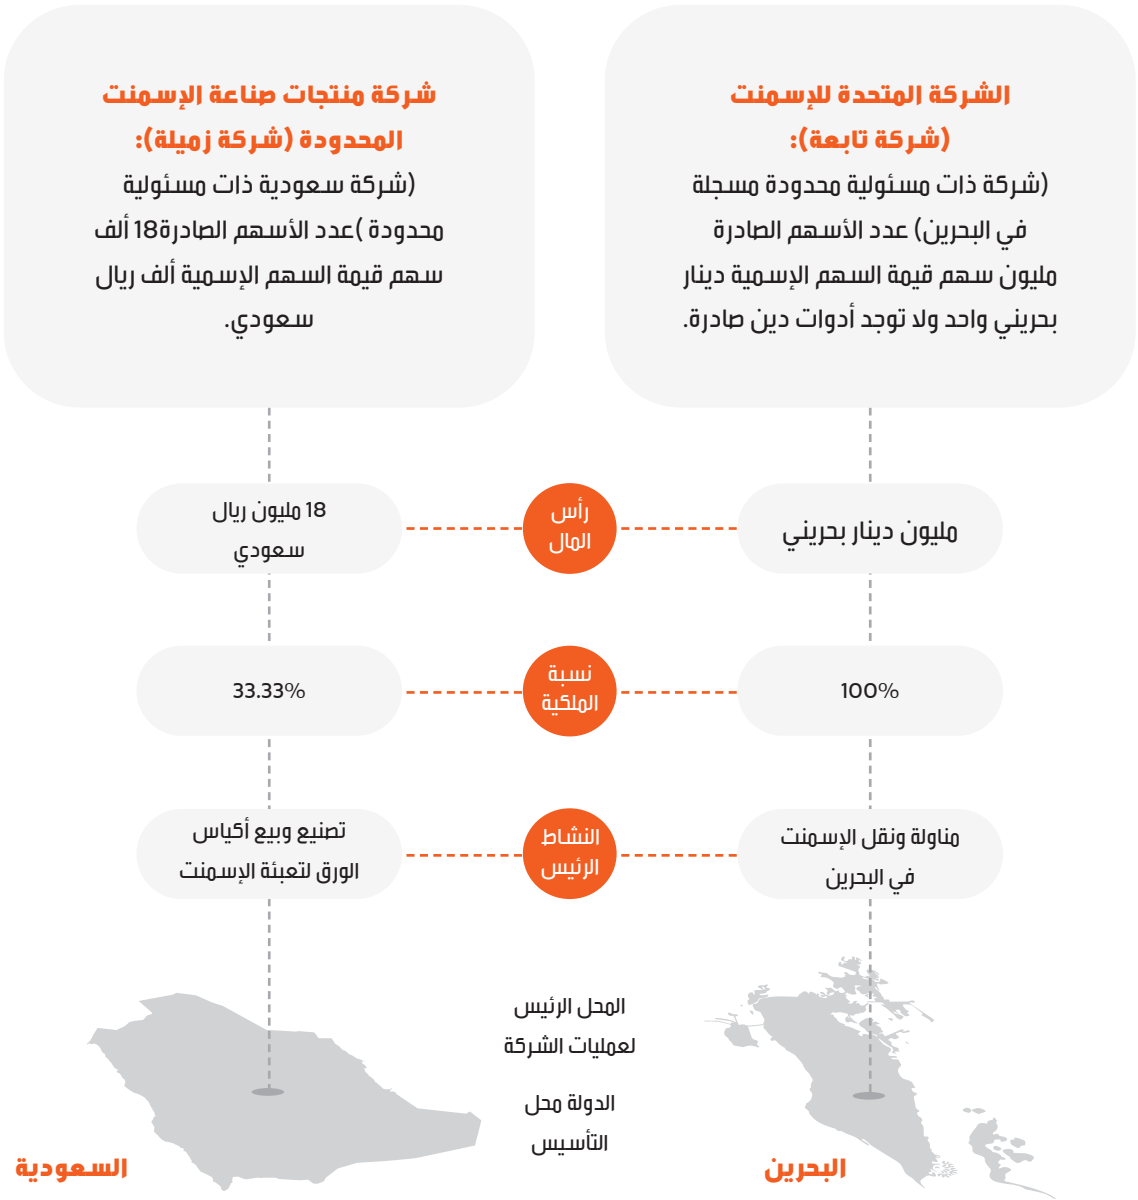 الشركة المتحدة للإسمنت
(شركة تابعة):
(شركة ذات مسئولية محدودة مسجلة
في البحرين) عدد الأسهم الصادرة
مليون سهم قيمة السهم الإسمية دينار
بحريني واحد ولا توجد أدوات دين صادرة.
شركة منتجات صناعة الإسمنت
المحدودة (شركة زميلة):
(شركة سعودية ذات مسئولية
محدودة )عدد الأسهم الصادرة18 ألف
سهم قيمة السهم الإسمية ألف ريال
سعودي.
مليون دينار بحريني
رأس
المال
18 مليون ريال
سعودي
100%
نسبة
الملكية
33.33%
مناولة ونقل الإسمنت
في البحرين
النشاط
الرئيس
تصنيع وبيع أكياس
الورق لتعبئة الإسمنت
المحل الرئيس
لعمليات الشركة
الدولة محل
التأسيس
البحرين
السعودية